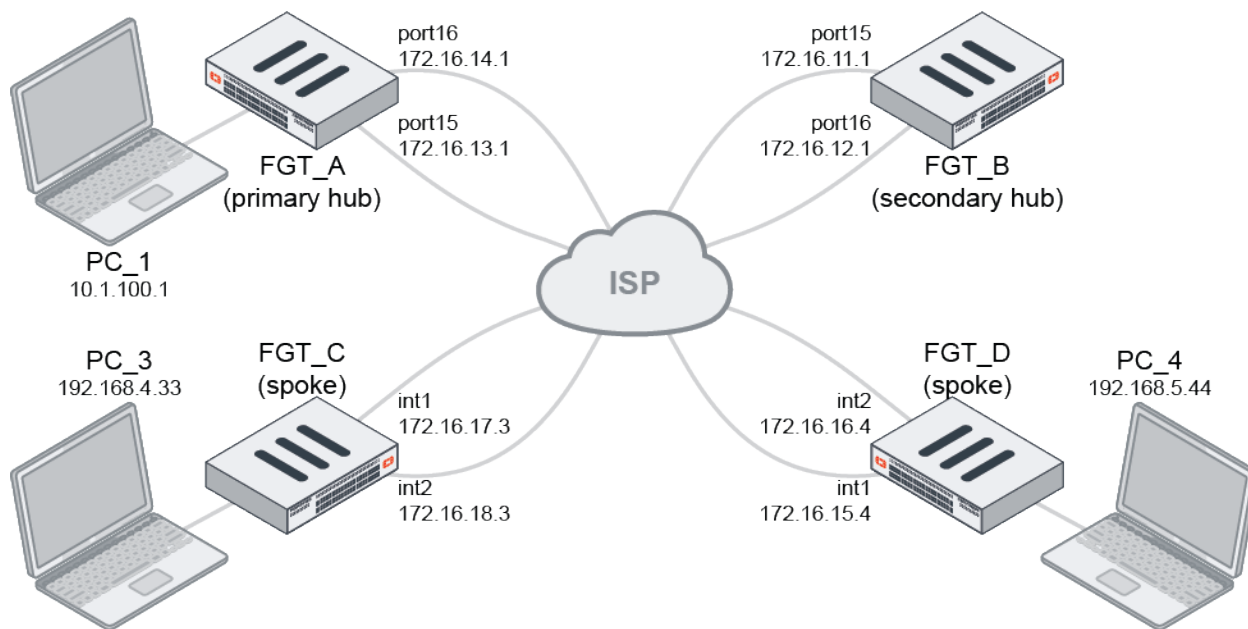 port16
172.16.14.1
port15
172.16.13.1
FGT_A
(primary hub)
PC_1
10.1.100.1
port15
172.16.11.1
port16
172.16.12.1
FGT_B
(secondary hub)
ISP
PC_3
192.168.4.33
FGT_C
(spoke)
int1
172.16.17.3
int2
172.16.18.3
FGT_D
(spoke)
int2
172.16.16.4
int1
172.16.15.4
PC_4
192.168.5.44